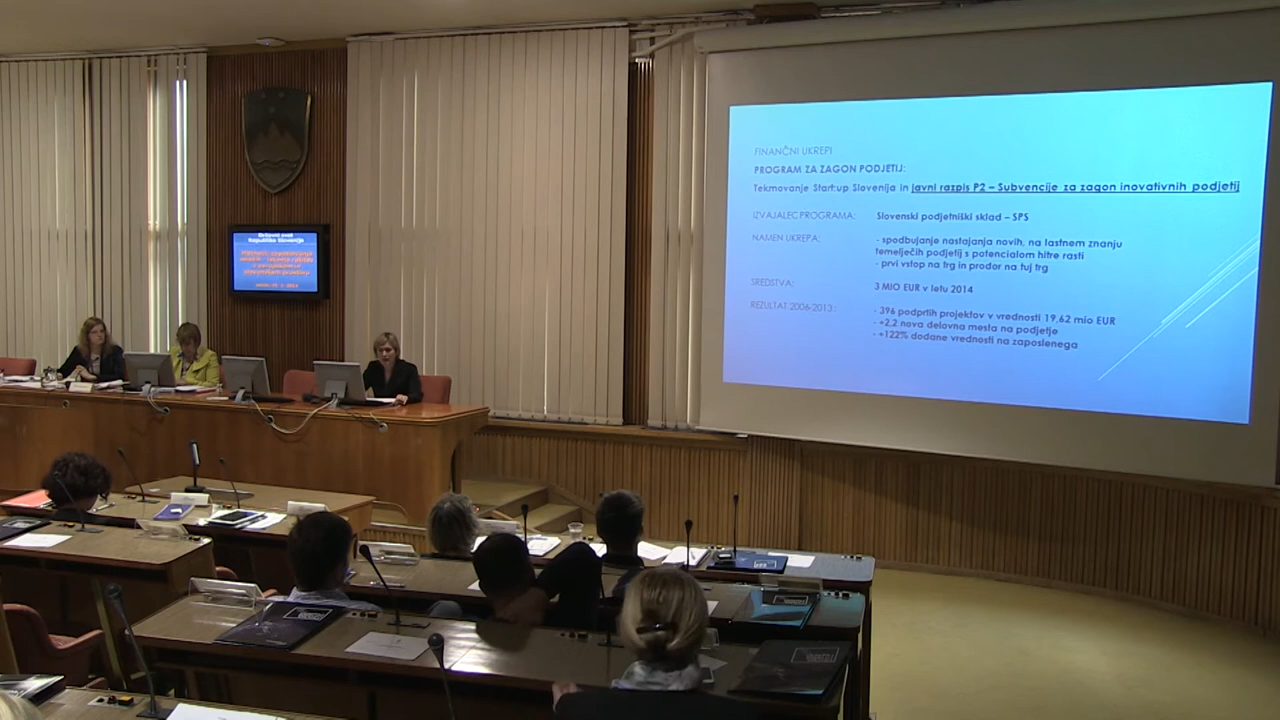 FINANČNI UKREPI
PROGRAM ZA ZAGON PODJETIJ:
Tekmovanje Start:up Slovenija in javni razpis P2 – Subvencije za zagon inovativnih podjetij
IZVAJALEC PROGRAMA: Slovenski podjetniški sklad – SPS
NAMEN UKREPA: - spodbujanje nastajanja novih, na lastnem znanju
temelječih podjetij s potencialom hitre rasti
- prvi vstop na trg in prodor na tuj trg
SREDSTVA: 3 MIO EUR v letu 2014
REZULTAT 2006-2013: - 396 podprtih projektov v vrednosti 19,62 mio EUR
- +2,2 nova delovna mesta na podjetje
- +122% dodane vrednosti na zaposlenega
Državni svet
Republike Slovenije